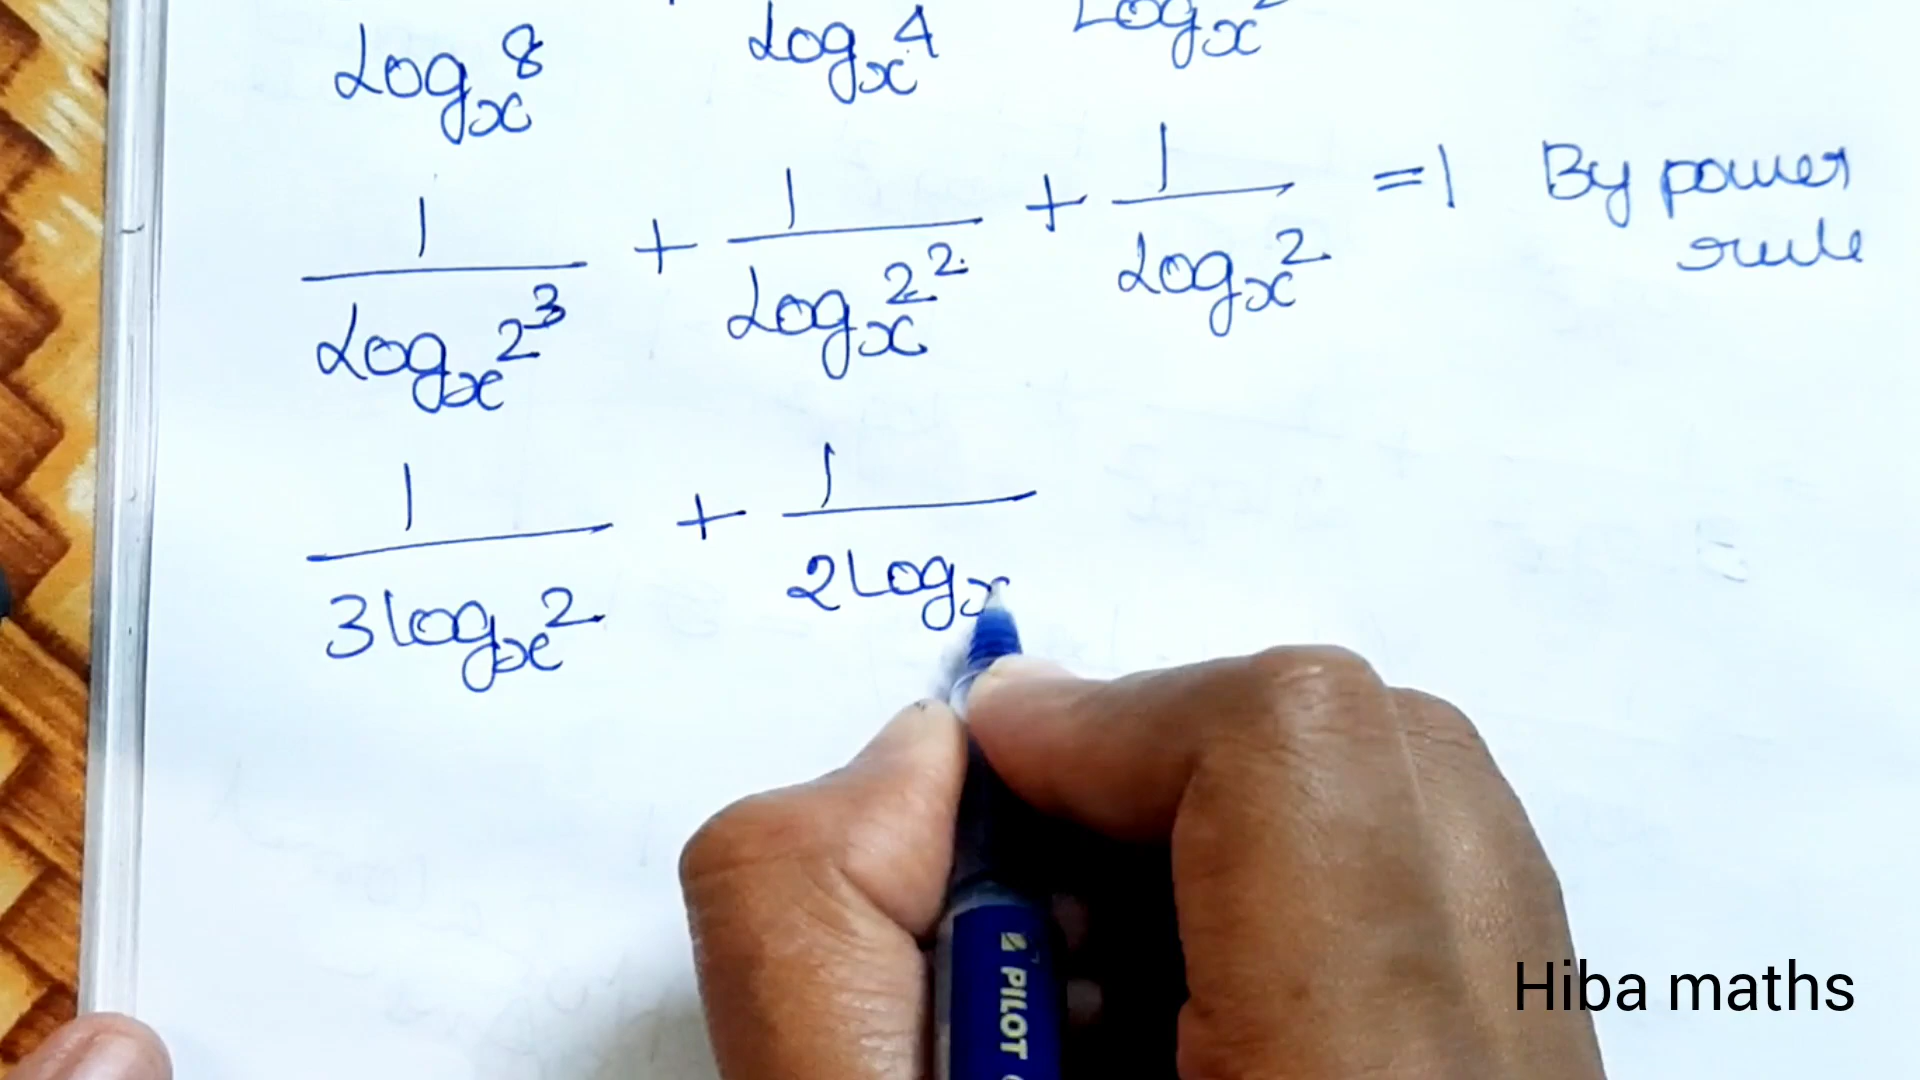 Log_x 8 Log_x 4 Log_x 2
1/Log_x 2^3 + 1/Log_x 2^2 + 1/Log_x 2 = 1 By power
rule
1/3log_x 2 + 1/2Log_x
PILOT
Hiba maths